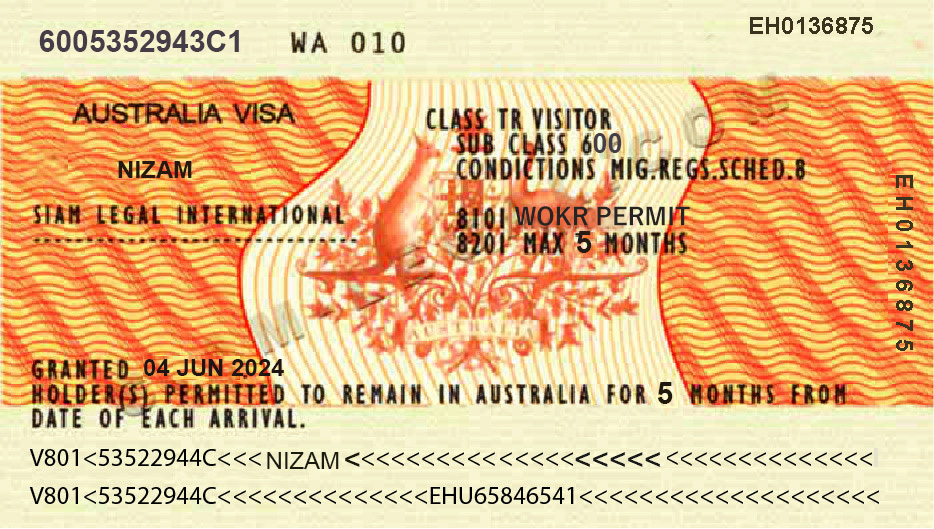 6005352943C1 WA 010 EH0136875
AUSTRALIA VISA
CLASS TR VISITOR
SUB CLASS 600
NIZAM
CONDICTIONS MIG.REGS.SCHED.8
SIAM LEGAL INTERNATIONAL
8101 WOKR PERMIT
8201 MAX 5 MONTHS
--------------------------------
EH0136875
AUSTRALIA
GRANTED 04 JUN 2024
HOLDER(S) PERMITTED TO REMAIN IN AUSTRALIA FOR 5 MONTHS FROM
DATE OF EACH ARRIVAL.
V801<53522944C<<<NIZAM<<<<<<<<<<<<<<<<<<<<<<<<<<<<<<<<<<
V801<53522944C<<<<<<<<<<<<<<EHU65846541<<<<<<<<<<<<<<<<<<<<